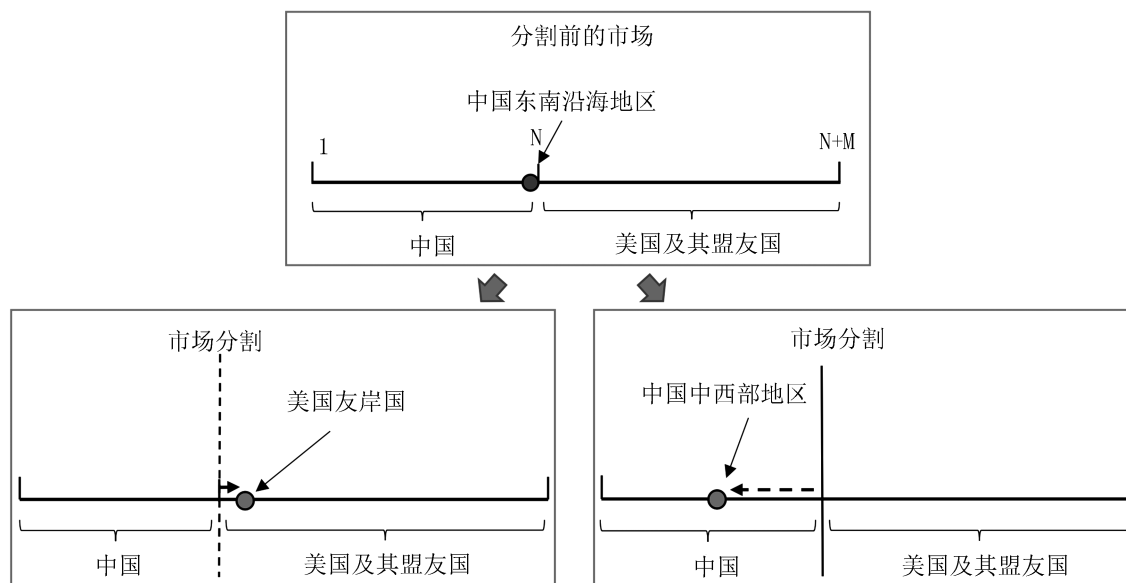 分割前的市场
中国东南沿海地区
1
N
N+M
中国
美国及其盟友国
市场分割
美国友岸国
中国
美国及其盟友国
市场分割
中国中西部地区
中国
美国及其盟友国